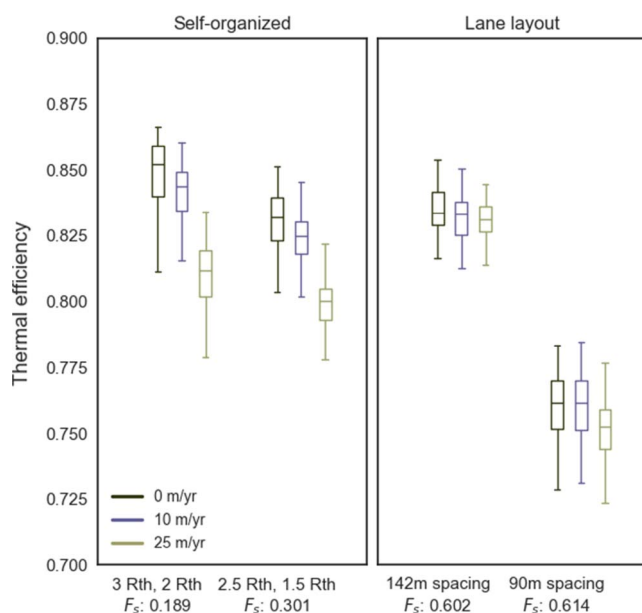 Self-organized
Lane layout
Thermal efficiency
0.900
0.875
0.850
0.825
0.800
0.775
0.750
0.725
0.700
0 m/yr
10 m/yr
25 m/yr
3 Rth, 2 Rth 2.5 Rth, 1.5 Rth 142m spacing 90m spacing
Fs: 0.189 Fs: 0.301 Fs: 0.602 Fs: 0.614